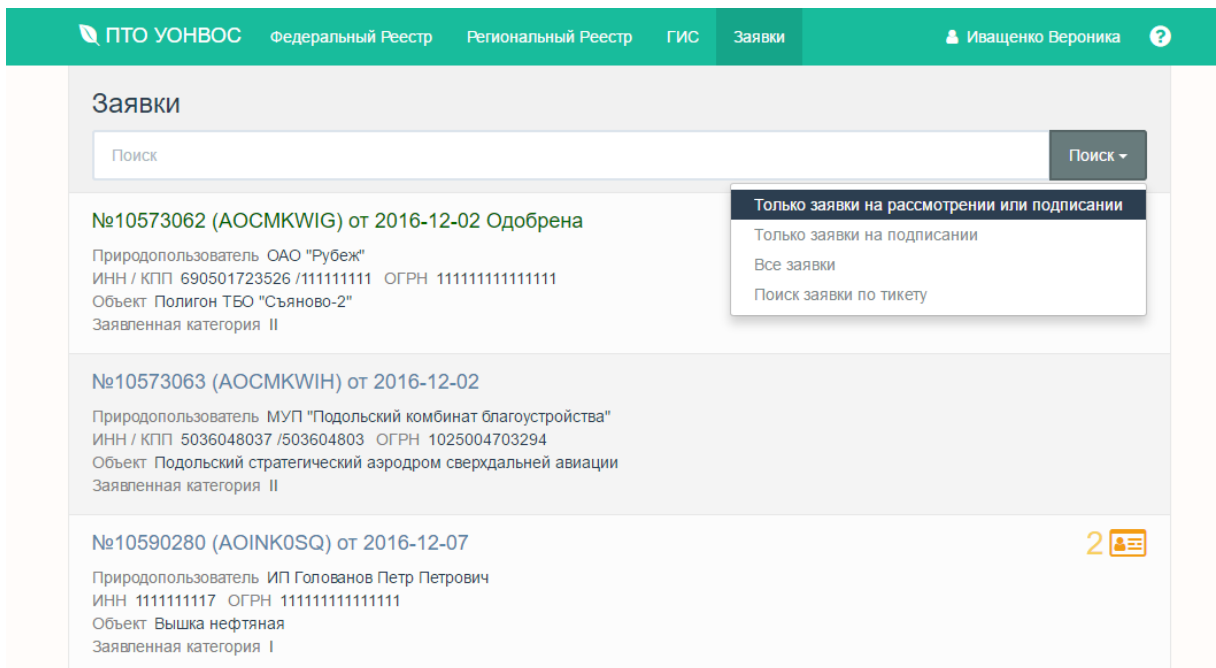 ПТО УОНВОС Федеральный Реестр Региональный Реестр ГИС Заявки Иващенко Вероника ?
Заявки
Поиск Поиск
№10573062 (AOCMKWIG) от 2016-12-02 Одобрена
Природопользователь ОАО "Рубеж"
ИНН / КПП 690501723526 /111111111 ОГРН 111111111111111
Объект Полигон ТБО "Съяново-2"
Заявленная категория II
Только заявки на рассмотрении или подписании
Только заявки на подписании
Все заявки
Поиск заявки по тикету
№10573063 (AOCMKWIH) от 2016-12-02
Природопользователь МУП "Подольский комбинат благоустройства"
ИНН / КПП 5036048037 /503604803 ОГРН 1025004703294
Объект Подольский стратегический аэродром сверхдальней авиации
Заявленная категория II
№10590280 (AOINK0SQ) от 2016-12-07 2
Природопользователь ИП Голованов Петр Петрович
ИНН 1111111117 ОГРН 111111111111111
Объект Вышка нефтяная
Заявленная категория I